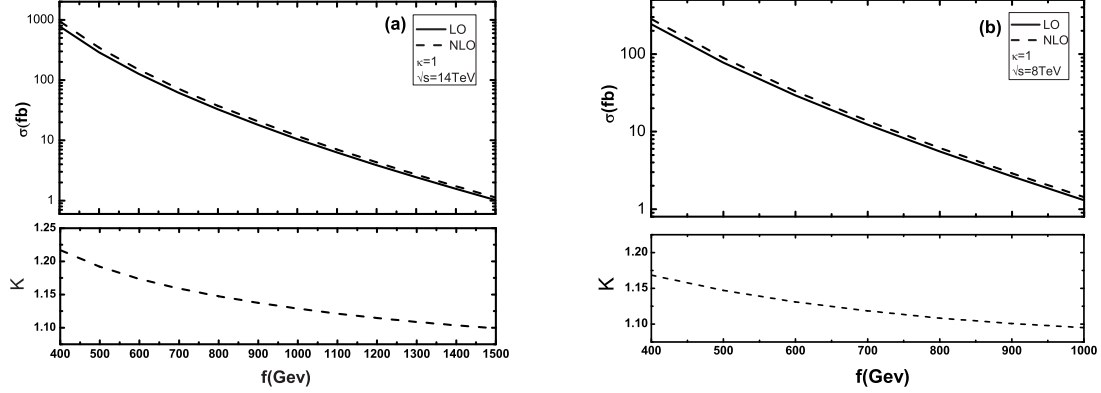 (a)
LO
NLO
κ=1
√s=14TeV
1000
100
10
1
σ(fb)
1.25
1.20
1.15
1.10
K
400 500 600 700 800 900 1000 1100 1200 1300 1400 1500
f(Gev)
(b)
LO
NLO
κ=1
√s=8TeV
100
10
1
σ(fb)
1.20
1.15
1.10
K
400 500 600 700 800 900 1000
f(Gev)